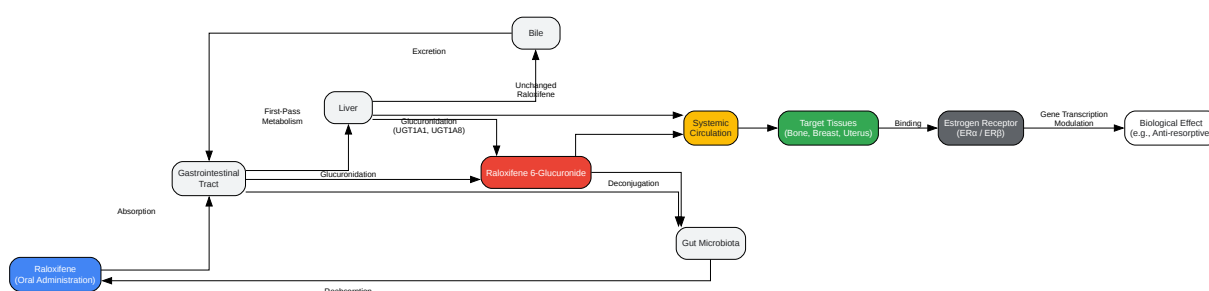 Bile
Excretion
Unchanged
Raloxifene
Liver
First-Pass
Metabolism
Glucuronidation
(UGT1A1, UGT1A8)
Systemic
Circulation
Target Tissues
(Bone, Breast, Uterus)
Binding
Estrogen Receptor
(ERα / ERβ)
Gene Transcription
Modulation
Biological Effect
(e.g., Anti-resorptive)
Gastrointestinal
Tract
Glucuronidation
Raloxifene 6-Glucuronide
Deconjugation
Absorption
Gut Microbiota
Raloxifene
(Oral Administration)